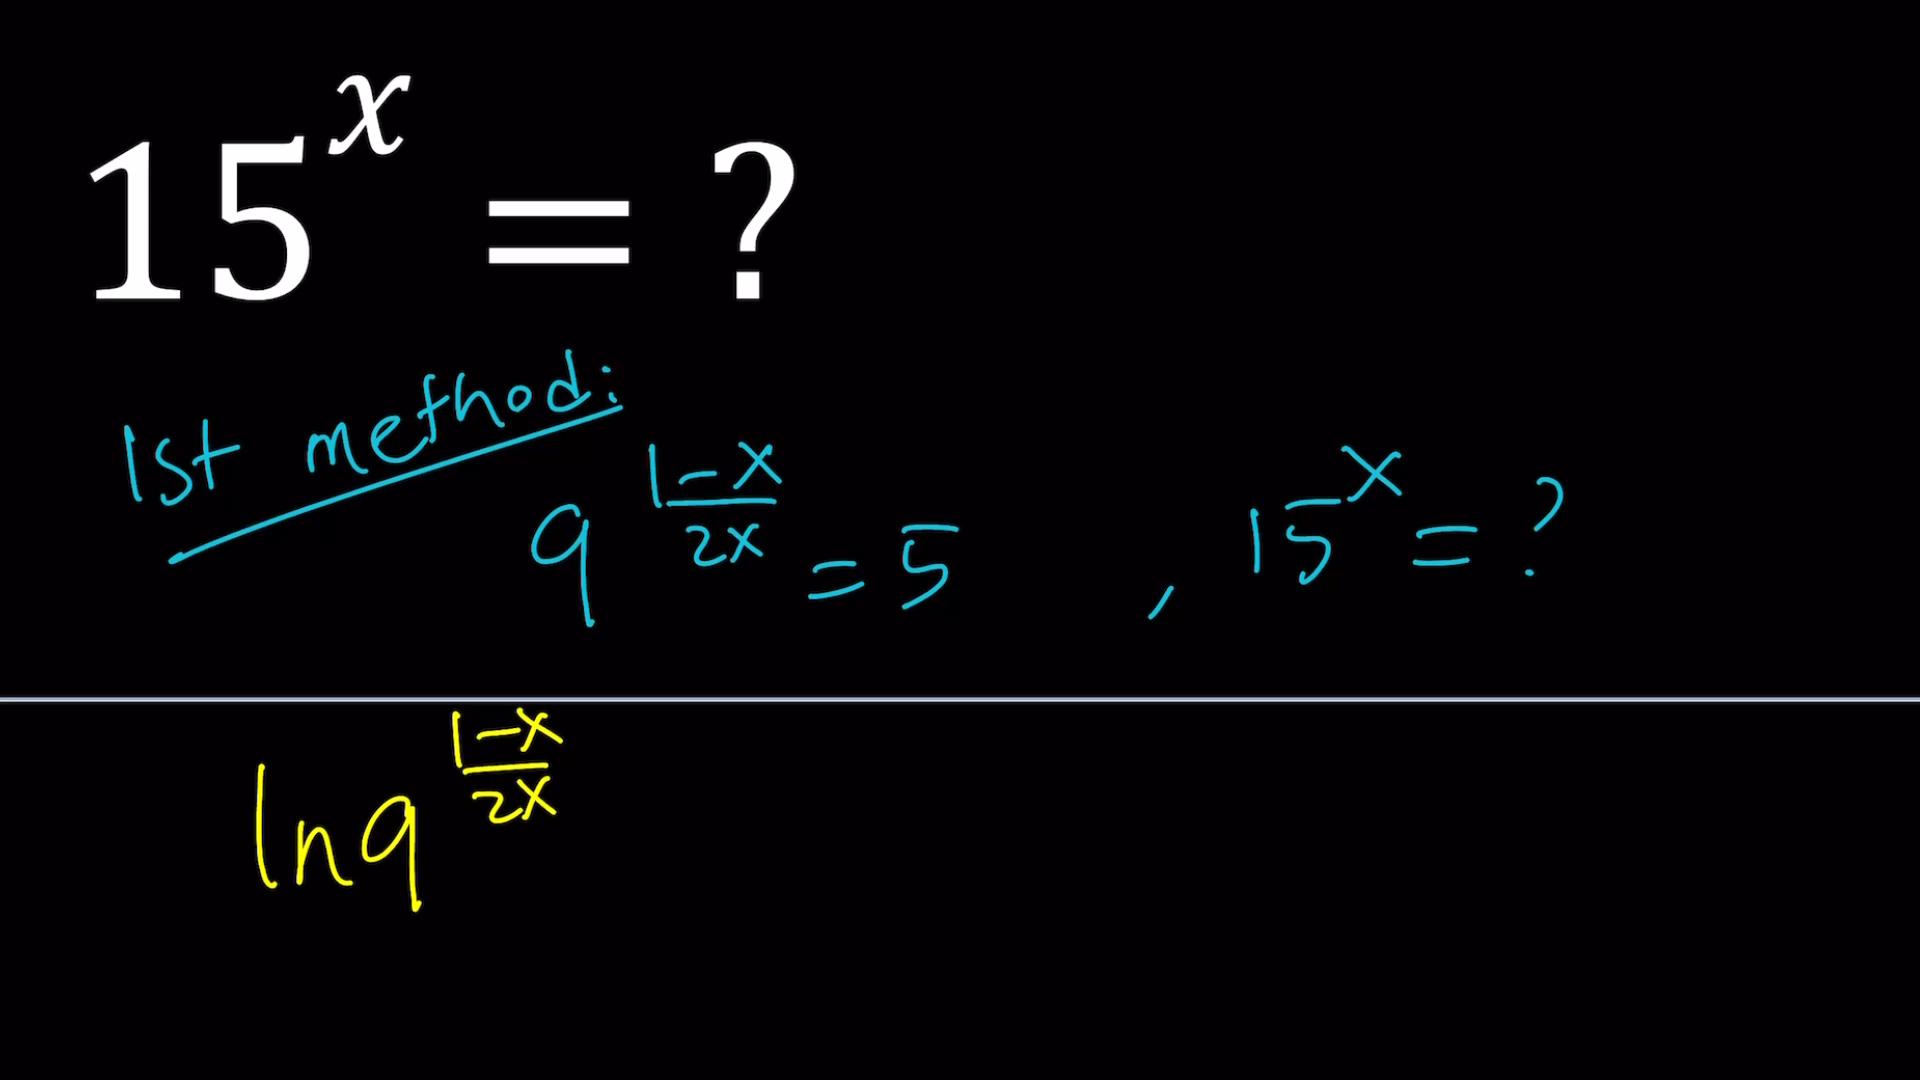 15^x = ?
1st method:
9^((1-x)/(2x)) = 5 , 15^x = ?
ln 9^((1-x)/(2x))